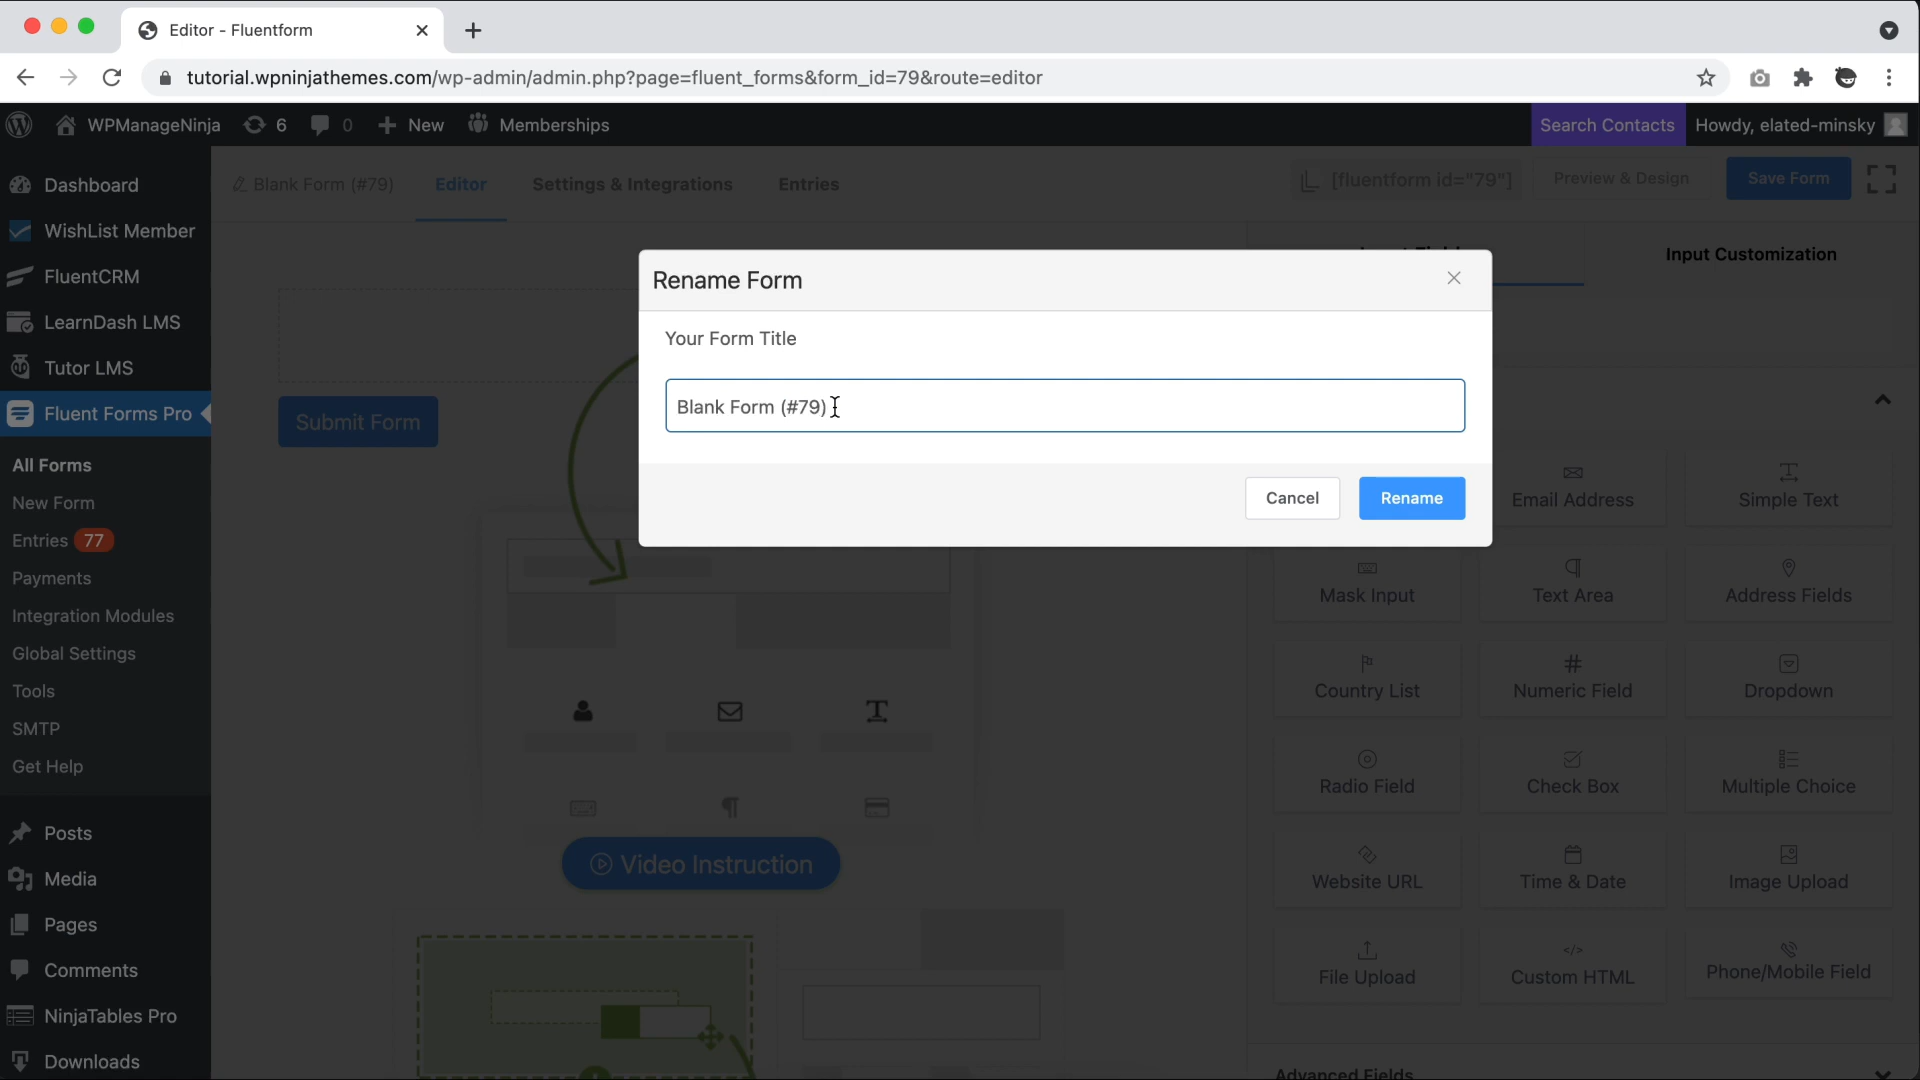 Editor - Fluentform
tutorial.wpninjathemes.com/wp-admin/admin.php?page=fluent_forms&form_id=79&route=editor
WPManageNinja 6 0 New Memberships Search Contacts Howdy, elated-minsky
Dashboard
WishList Member
FluentCRM
LearnDash LMS
Tutor LMS
Fluent Forms Pro
All Forms
New Form
Entries 77
Payments
Integration Modules
Global Settings
Tools
SMTP
Get Help
Posts
Media
Pages
Comments
NinjaTables Pro
Downloads
Blank Form (#79) Editor Settings & Integrations Entries [fluentform id="79"] Preview & Design Save Form
Submit Form
Video Instruction
Rename Form
Your Form Title
Blank Form (#79)
Cancel Rename
Input Customization
Email Address Simple Text
Mask Input Text Area Address Fields
Country List Numeric Field Dropdown
Radio Field Check Box Multiple Choice
Website URL Time & Date Image Upload
File Upload Custom HTML Phone/Mobile Field
Advanced Fields